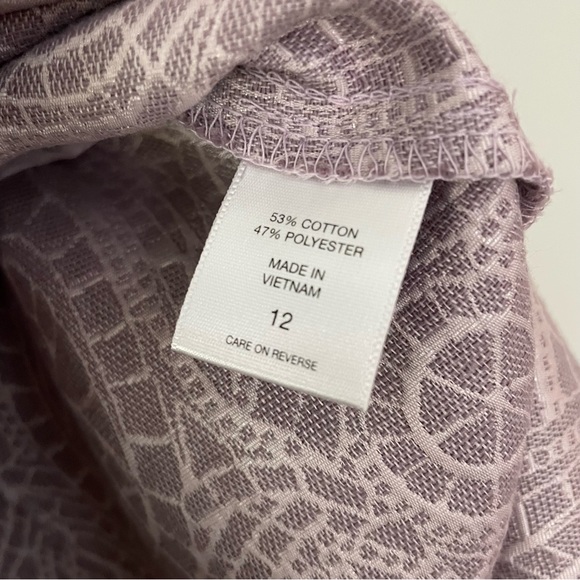 53% COTTON
47% POLYESTER
MADE IN
VIETNAM
12
CARE ON REVERSE